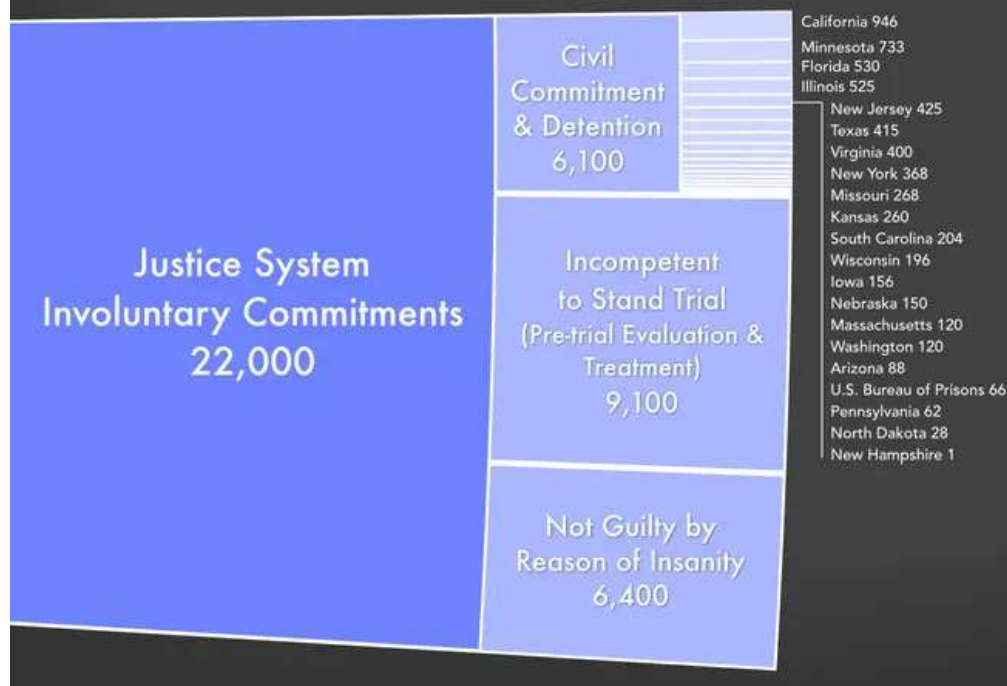 Justice System
Involuntary Commitments
22,000
Civil
Commitment
& Detention
6,100
Incompetent
to Stand Trial
(Pre-trial Evaluation &
Treatment)
9,100
Not Guilty by
Reason of Insanity
6,400
California 946
Minnesota 733
Florida 530
Illinois 525
New Jersey 425
Texas 415
Virginia 400
New York 368
Missouri 268
Kansas 260
South Carolina 204
Wisconsin 196
Iowa 156
Nebraska 150
Massachusetts 120
Washington 120
Arizona 88
U.S. Bureau of Prisons 66
Pennsylvania 62
North Dakota 28
New Hampshire 1